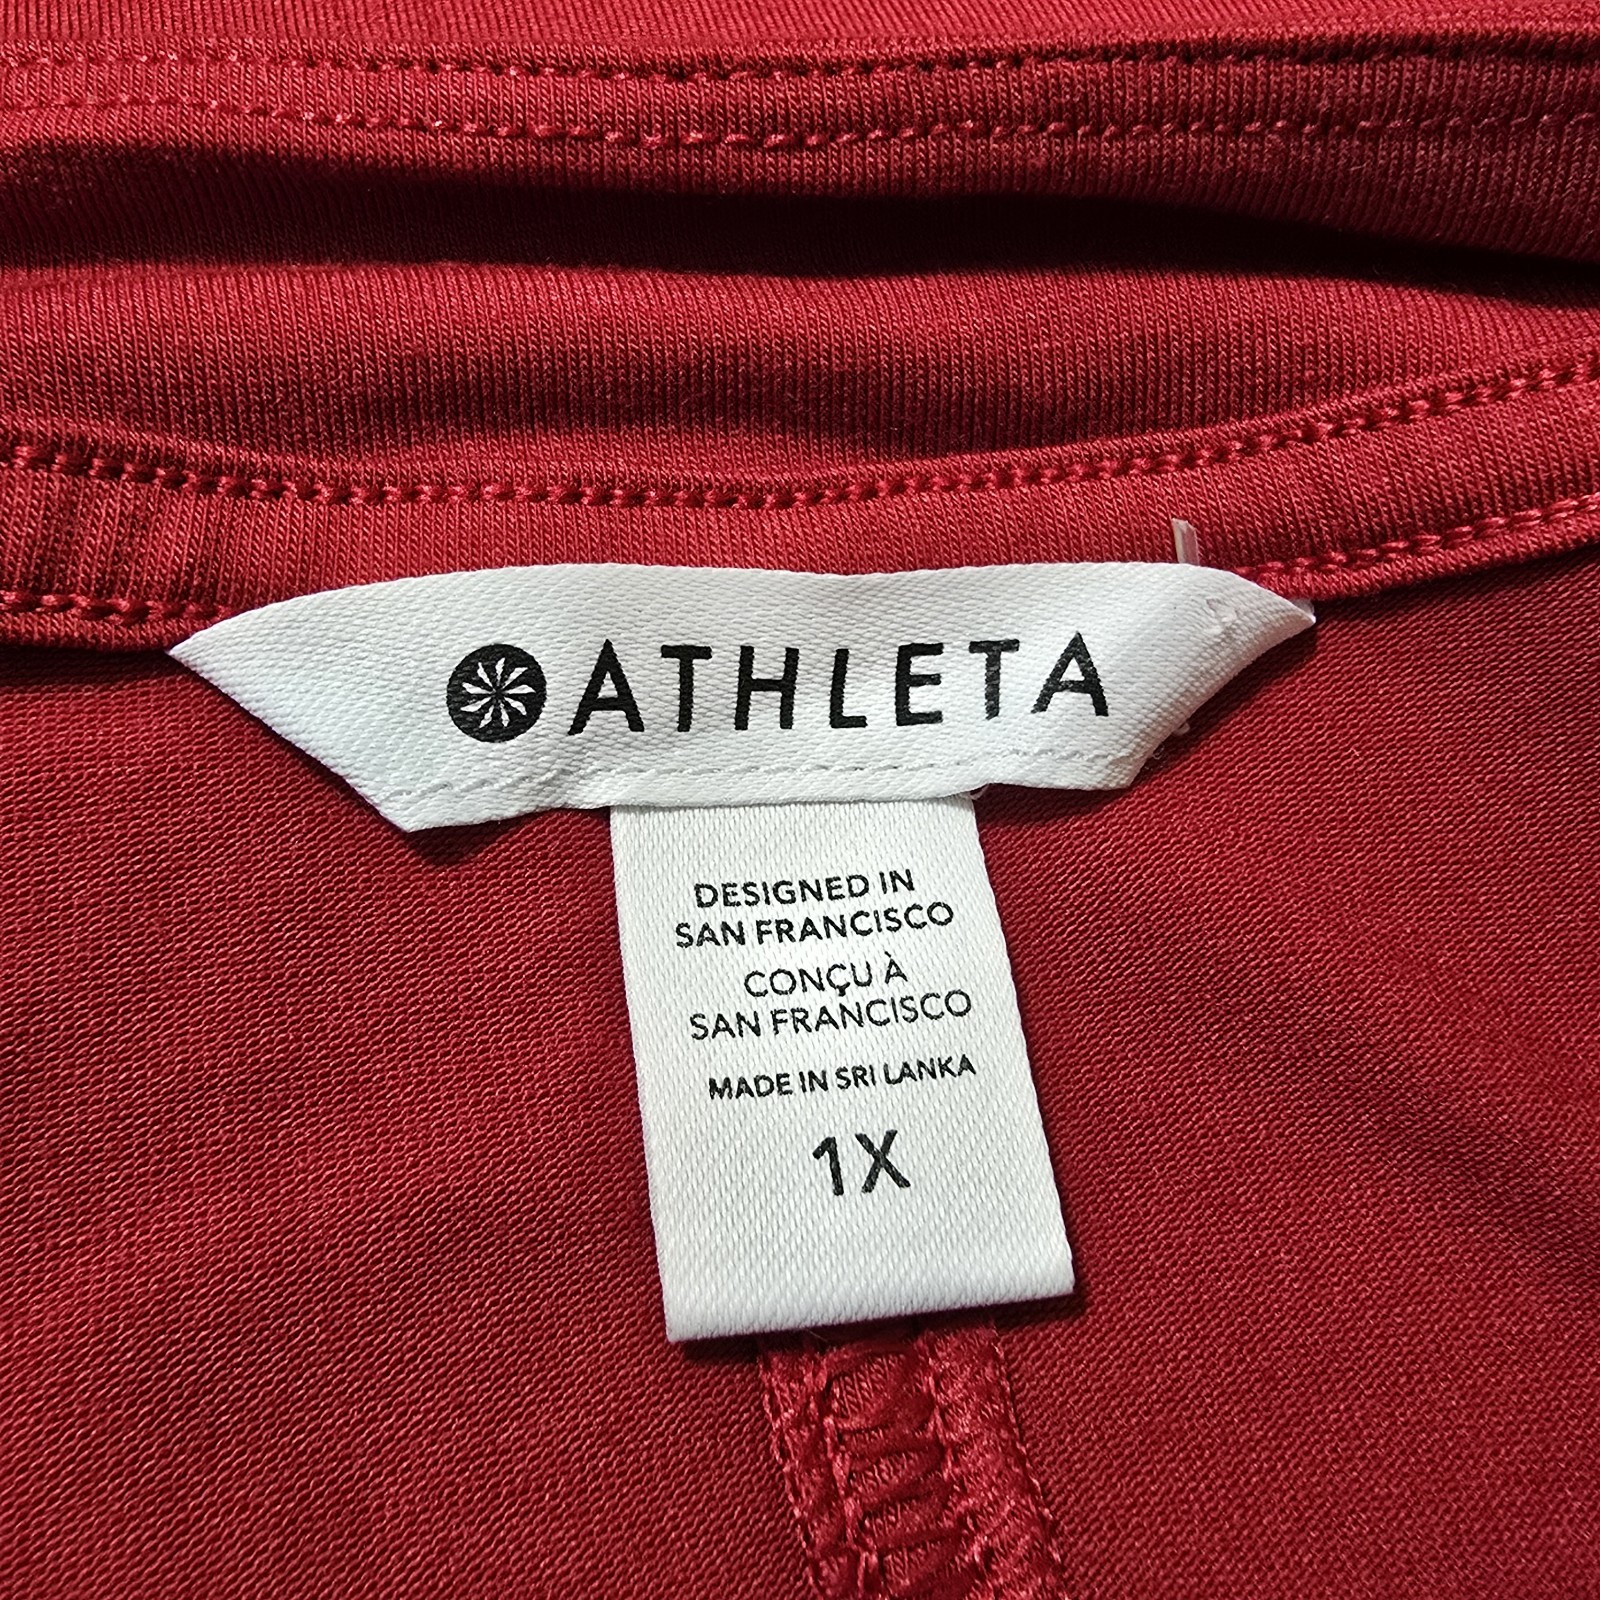 ATHLETA
DESIGNED IN
SAN FRANCISCO
CONÇU À
SAN FRANCISCO
MADE IN SRI LANKA
1X